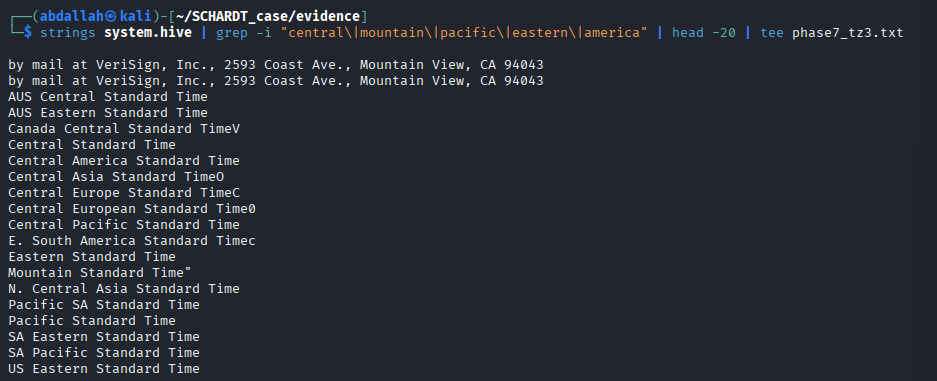 ┌──(abdallah㉿kali)-[~/SCHARDT_case/evidence]
└─$ strings system.hive | grep -i "central\|mountain\|pacific\|eastern\|america" | head -20 | tee phase7_tz3.txt
by mail at VeriSign, Inc., 2593 Coast Ave., Mountain View, CA 94043
by mail at VeriSign, Inc., 2593 Coast Ave., Mountain View, CA 94043
AUS Central Standard Time
AUS Eastern Standard Time
Canada Central Standard TimeV
Central Standard Time
Central America Standard Time
Central Asia Standard TimeO
Central Europe Standard TimeC
Central European Standard Time0
Central Pacific Standard Time
E. South America Standard Timec
Eastern Standard Time
Mountain Standard Time"
N. Central Asia Standard Time
Pacific SA Standard Time
Pacific Standard Time
SA Eastern Standard Time
SA Pacific Standard Time
US Eastern Standard Time